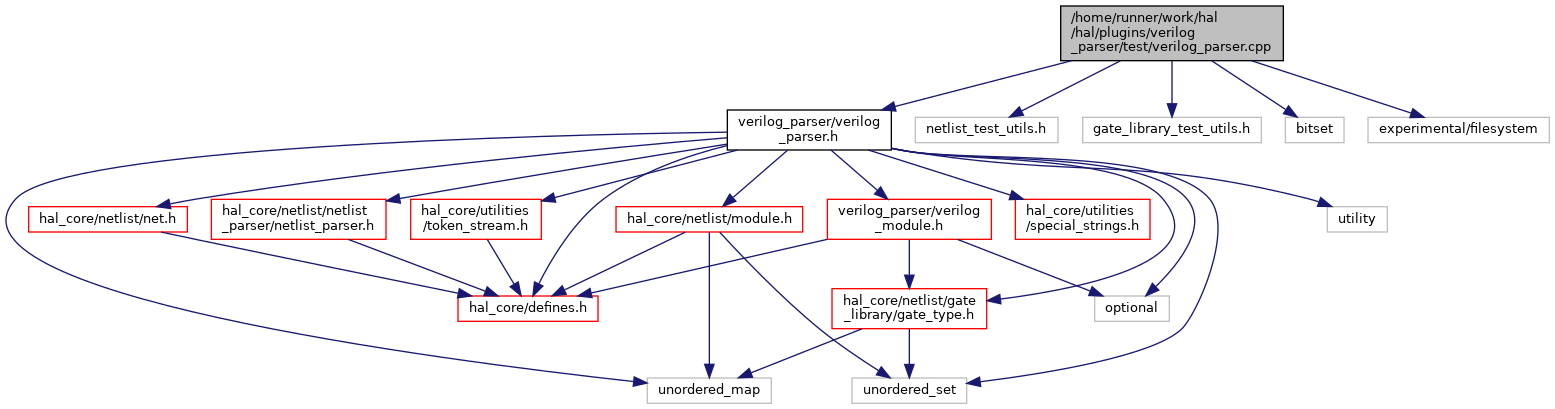 /home/runner/work/hal
/hal/plugins/verilog
_parser/test/verilog_parser.cpp
verilog_parser/verilog
_parser.h
netlist_test_utils.h
gate_library_test_utils.h
bitset
experimental/filesystem
hal_core/netlist/net.h
hal_core/netlist/netlist
_parser/netlist_parser.h
hal_core/utilities
/token_stream.h
hal_core/netlist/module.h
verilog_parser/verilog
_module.h
hal_core/utilities
/special_strings.h
utility
hal_core/defines.h
hal_core/netlist/gate
_library/gate_type.h
optional
unordered_map
unordered_set